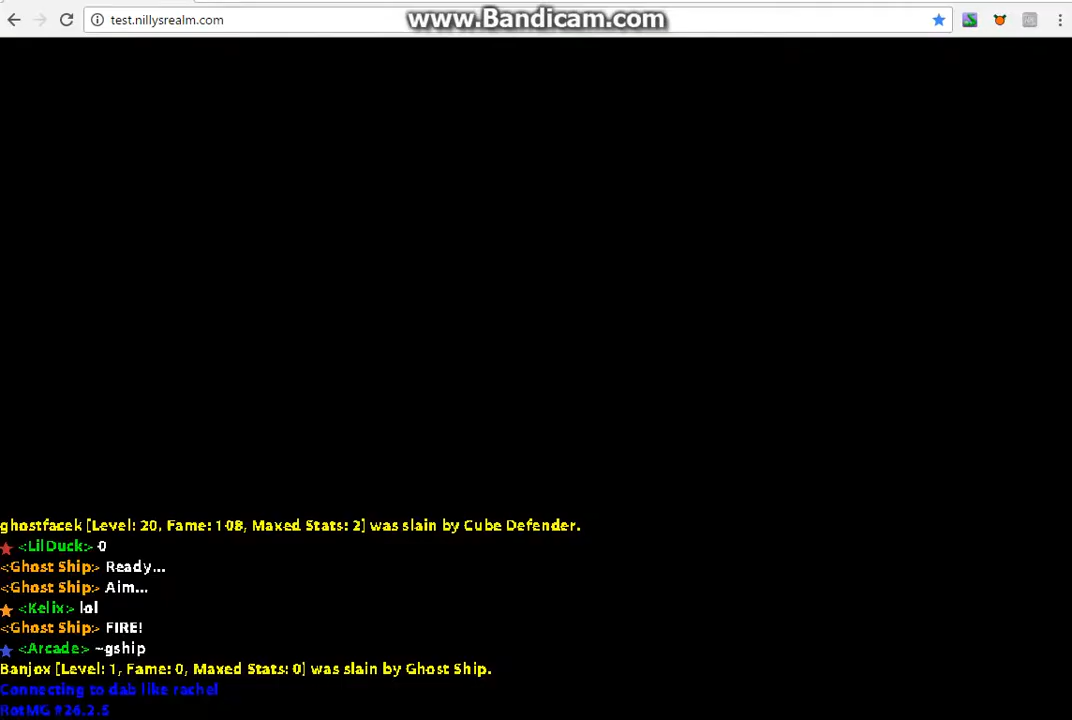 test.nillysrealm.com
www.Bandicam.com
ghostfacek [Level: 20, Fame: 108, Maxed Stats: 2] was slain by Cube Defender.
<LilDuck:> 0
<Ghost Ship:> Ready...
<Ghost Ship:> Aim...
<Kelix:> lol
<Ghost Ship:> FIRE!
<Arcade:> ~gship
Banjox [Level: 1, Fame: 0, Maxed Stats: 0] was slain by Ghost Ship.
Connecting to dab like rachel
RotMG #26.2.5